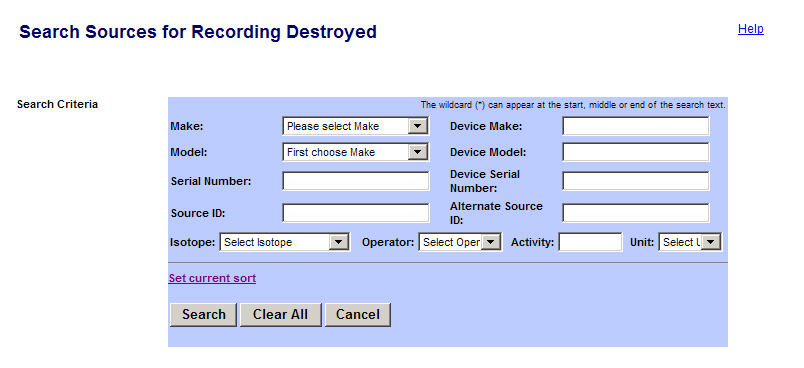 Search Sources for Recording Destroyed
Help
Search Criteria
The wildcard (*) can appear at the start, middle or end of the search text.
Make: Please select Make Device Make:
Model: First choose Make Device Model:
Serial Number: Device Serial Number:
Source ID: Alternate Source ID:
Isotope: Select Isotope Operator: Select Oper Activity: Unit: Select U
Set current sort
Search Clear All Cancel